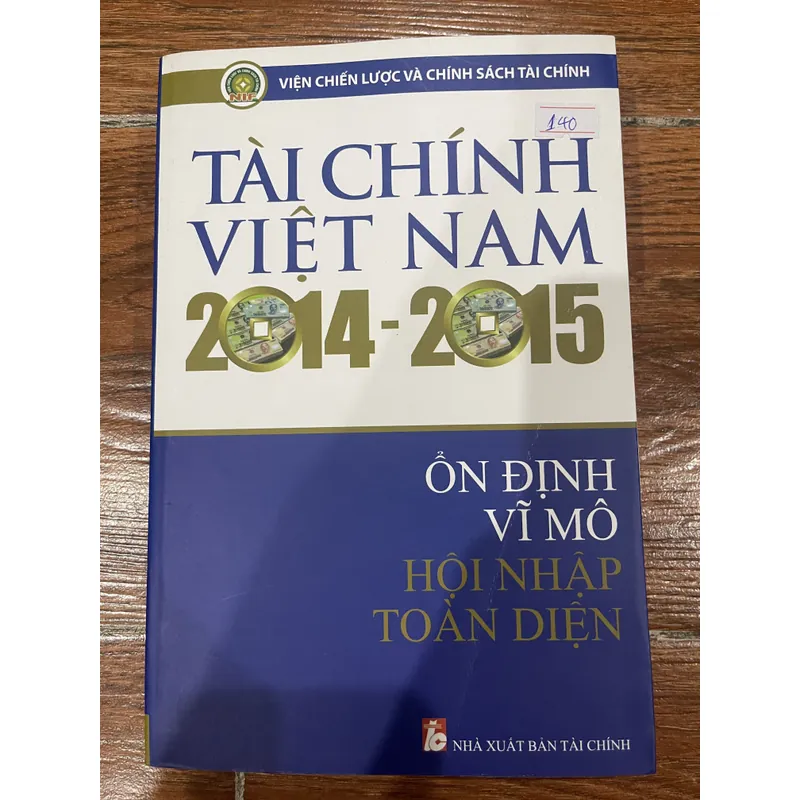 VIỆN CHIẾN LƯỢC VÀ CHÍNH SÁCH TÀI CHÍNH
NIF
140
TÀI CHÍNH
VIỆT NAM
2014-2015
ỔN ĐỊNH
VĨ MÔ
HỘI NHẬP
TOÀN DIỆN
NHÀ XUẤT BẢN TÀI CHÍNH